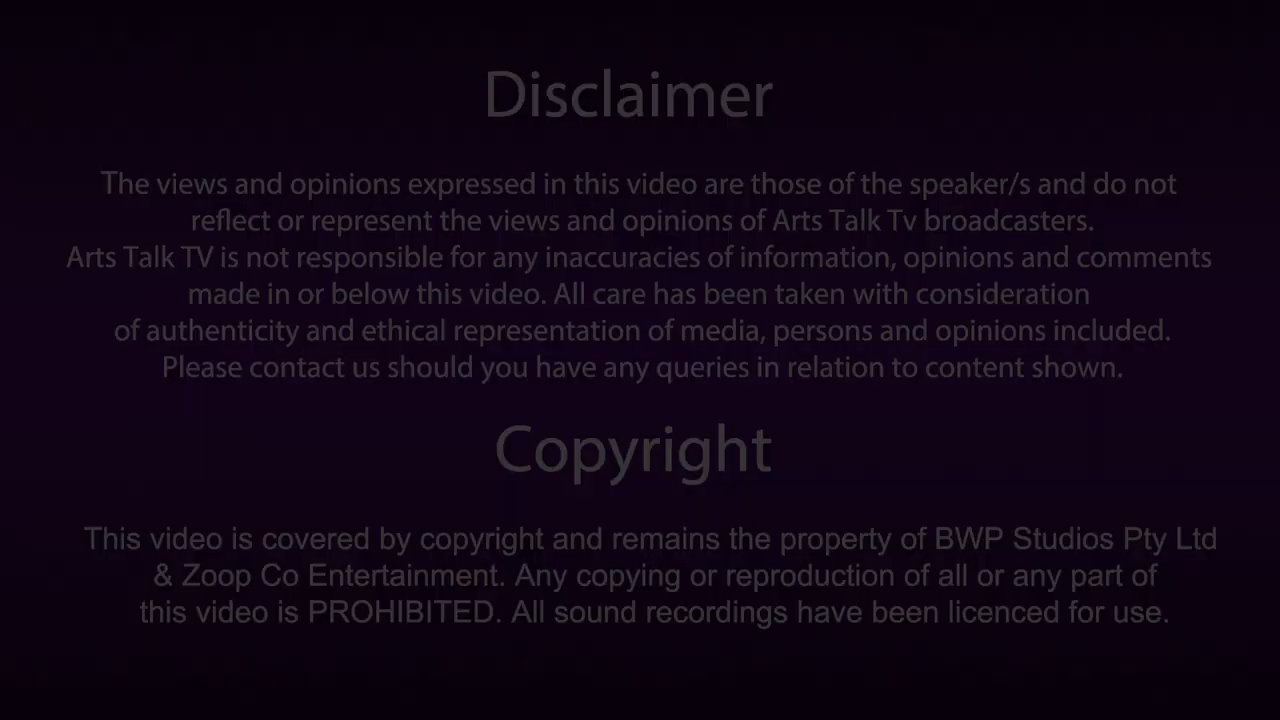 Disclaimer
The views and opinions expressed in this video are those of the speaker/s and do not
reflect or represent the views and opinions of Arts Talk Tv broadcasters.
Arts Talk TV is not responsible for any inaccuracies of information, opinions and comments
made in or below this video. All care has been taken with consideration
of authenticity and ethical representation of media, persons and opinions included.
Please contact us should you have any queries in relation to content shown.
Copyright
This video is covered by copyright and remains the property of BWP Studios Pty Ltd
& Zoop Co Entertainment. Any copying or reproduction of all or any part of
this video is PROHIBITED. All sound recordings have been licenced for use.